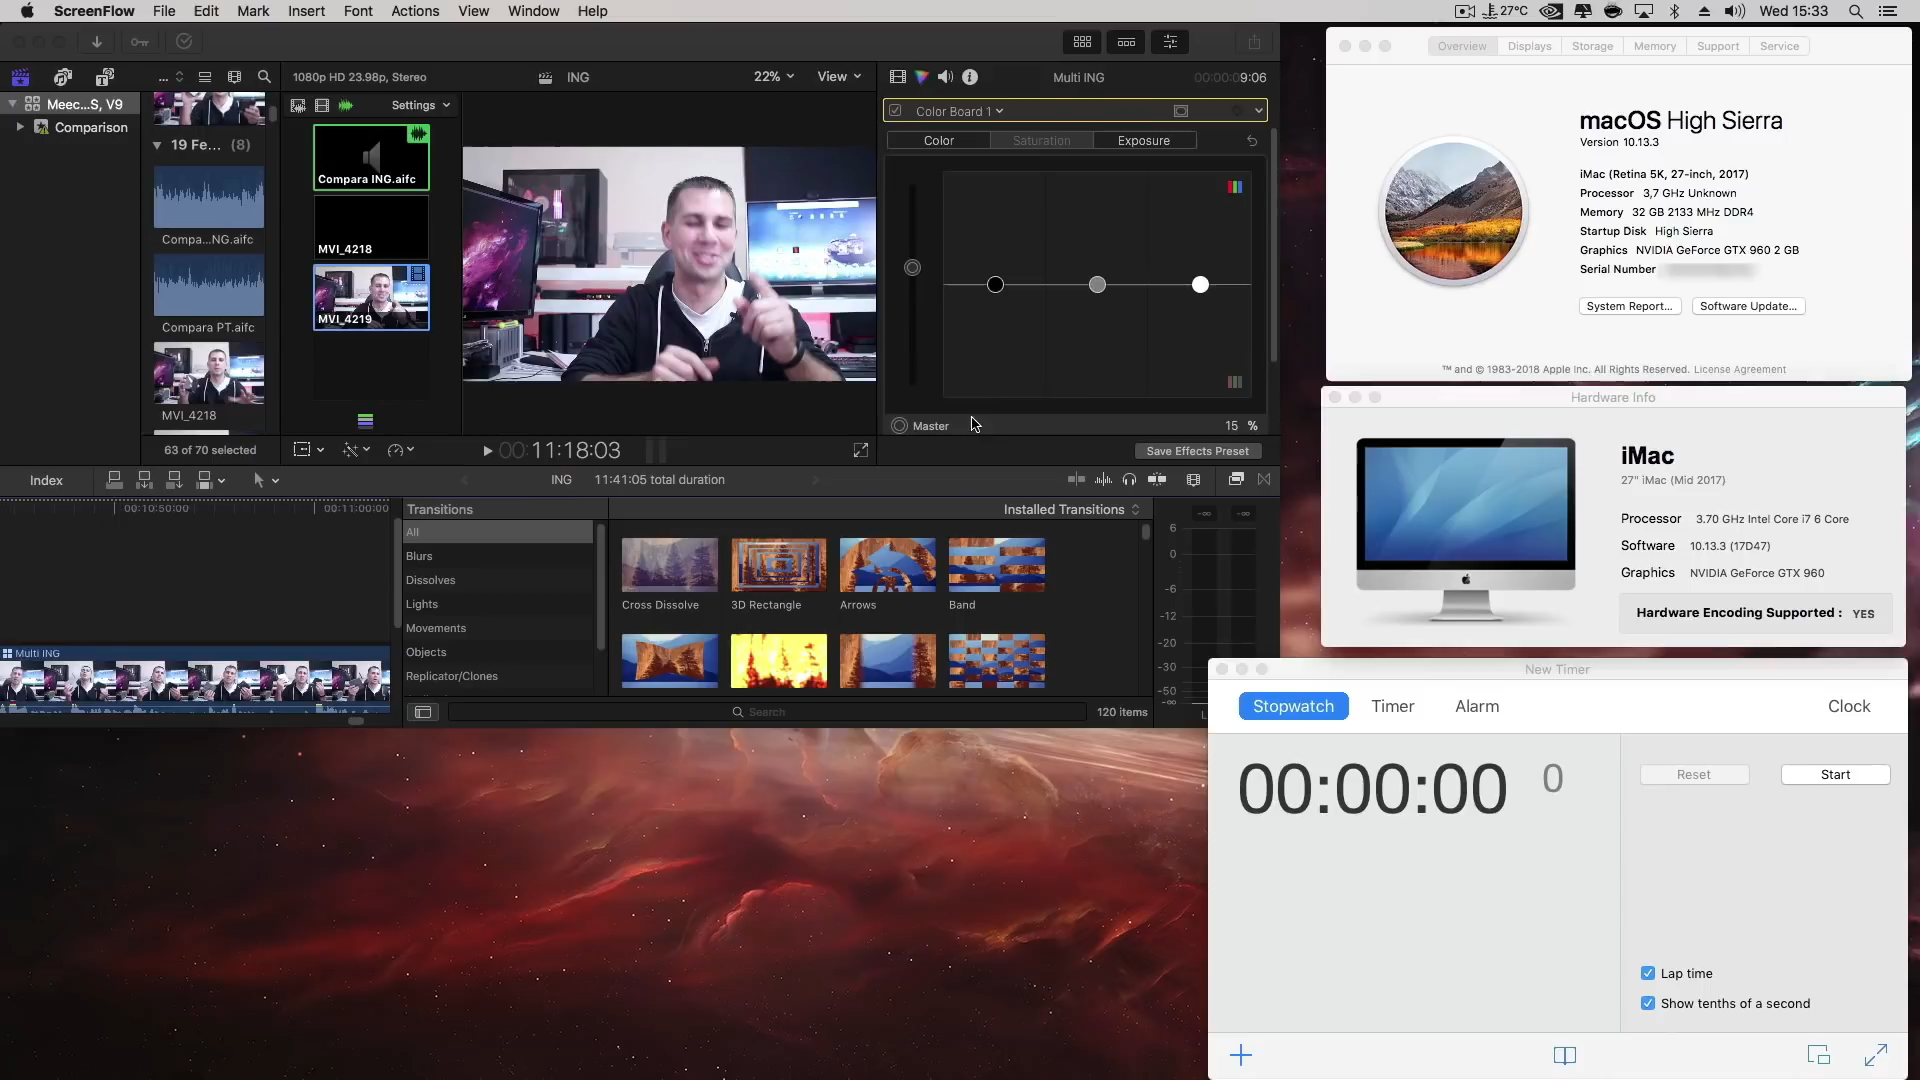 ScreenFlow File Edit Mark Insert Font Actions View Window Help
27°C Wed 15:33
1080p HD 23.98p, Stereo
ING
22% View
Multi ING
00:00:09:06
Meec...S, V9
Comparison
19 Fe... (8)
Compa...NG.aifc
Compara PT.aifc
MVI_4218
63 of 70 selected
Settings
Compara ING.aifc
MVI_4218
MVI_4219
00:11:18:03
Color Board 1
Color Saturation Exposure
Master 15 %
Save Effects Preset
Index
ING 11:41:05 total duration
00:10:50:00 00:11:00:00
Multi ING
Transitions
All
Blurs
Dissolves
Lights
Movements
Objects
Replicator/Clones
Installed Transitions
Cross Dissolve 3D Rectangle Arrows Band
Search
120 items
-∞ -∞
6
0
-6
-12
-20
-30
-50
-∞
L
Overview Displays Storage Memory Support Service
macOS High Sierra
Version 10.13.3
iMac (Retina 5K, 27-inch, 2017)
Processor 3,7 GHz Unknown
Memory 32 GB 2133 MHz DDR4
Startup Disk High Sierra
Graphics NVIDIA GeForce GTX 960 2 GB
Serial Number
System Report... Software Update...
™ and © 1983-2018 Apple Inc. All Rights Reserved. License Agreement
Hardware Info
iMac
27" iMac (Mid 2017)
Processor 3.70 GHz Intel Core i7 6 Core
Software 10.13.3 (17D47)
Graphics NVIDIA GeForce GTX 960
Hardware Encoding Supported : YES
New Timer
Stopwatch Timer Alarm Clock
00:00:00 0
Reset Start
Lap time
Show tenths of a second